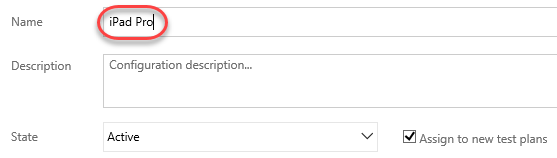 Name iPad Pro
Description Configuration description...
State Active Assign to new test plans